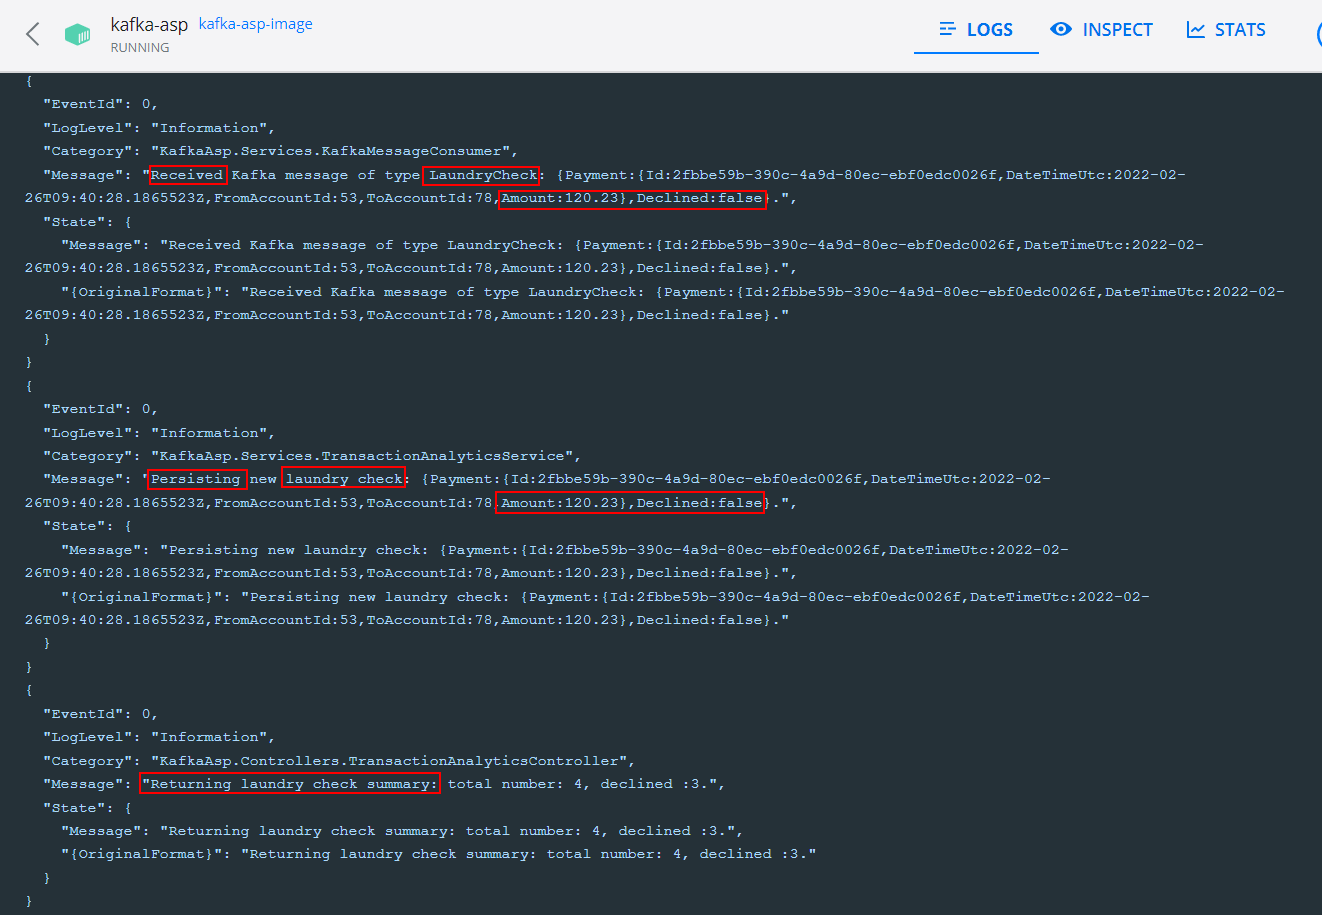 kafka-asp kafka-asp-image
RUNNING
LOGS INSPECT STATS
{
"EventId": 0,
"LogLevel": "Information",
"Category": "KafkaAsp.Services.KafkaMessageConsumer",
"Message": "Received Kafka message of type LaundryCheck: {Payment:{Id:2fbbe59b-390c-4a9d-80ec-ebf0edc0026f,DateTimeUtc:2022-02-
26T09:40:28.1865523Z,FromAccountId:53,ToAccountId:78,Amount:120.23},Declined:false}.",
"State": {
"Message": "Received Kafka message of type LaundryCheck: {Payment:{Id:2fbbe59b-390c-4a9d-80ec-ebf0edc0026f,DateTimeUtc:2022-02-
26T09:40:28.1865523Z,FromAccountId:53,ToAccountId:78,Amount:120.23},Declined:false}.",
"{OriginalFormat}": "Received Kafka message of type LaundryCheck: {Payment:{Id:2fbbe59b-390c-4a9d-80ec-ebf0edc0026f,DateTimeUtc:2022-02-
26T09:40:28.1865523Z,FromAccountId:53,ToAccountId:78,Amount:120.23},Declined:false}."
}
}
{
"EventId": 0,
"LogLevel": "Information",
"Category": "KafkaAsp.Services.TransactionAnalyticsService",
"Message": "Persisting new laundry check: {Payment:{Id:2fbbe59b-390c-4a9d-80ec-ebf0edc0026f,DateTimeUtc:2022-02-
26T09:40:28.1865523Z,FromAccountId:53,ToAccountId:78,Amount:120.23},Declined:false}.",
"State": {
"Message": "Persisting new laundry check: {Payment:{Id:2fbbe59b-390c-4a9d-80ec-ebf0edc0026f,DateTimeUtc:2022-02-
26T09:40:28.1865523Z,FromAccountId:53,ToAccountId:78,Amount:120.23},Declined:false}.",
"{OriginalFormat}": "Persisting new laundry check: {Payment:{Id:2fbbe59b-390c-4a9d-80ec-ebf0edc0026f,DateTimeUtc:2022-02-
26T09:40:28.1865523Z,FromAccountId:53,ToAccountId:78,Amount:120.23},Declined:false}."
}
}
{
"EventId": 0,
"LogLevel": "Information",
"Category": "KafkaAsp.Controllers.TransactionAnalyticsController",
"Message": "Returning laundry check summary: total number: 4, declined :3.",
"State": {
"Message": "Returning laundry check summary: total number: 4, declined :3.",
"{OriginalFormat}": "Returning laundry check summary: total number: 4, declined :3."
}
}